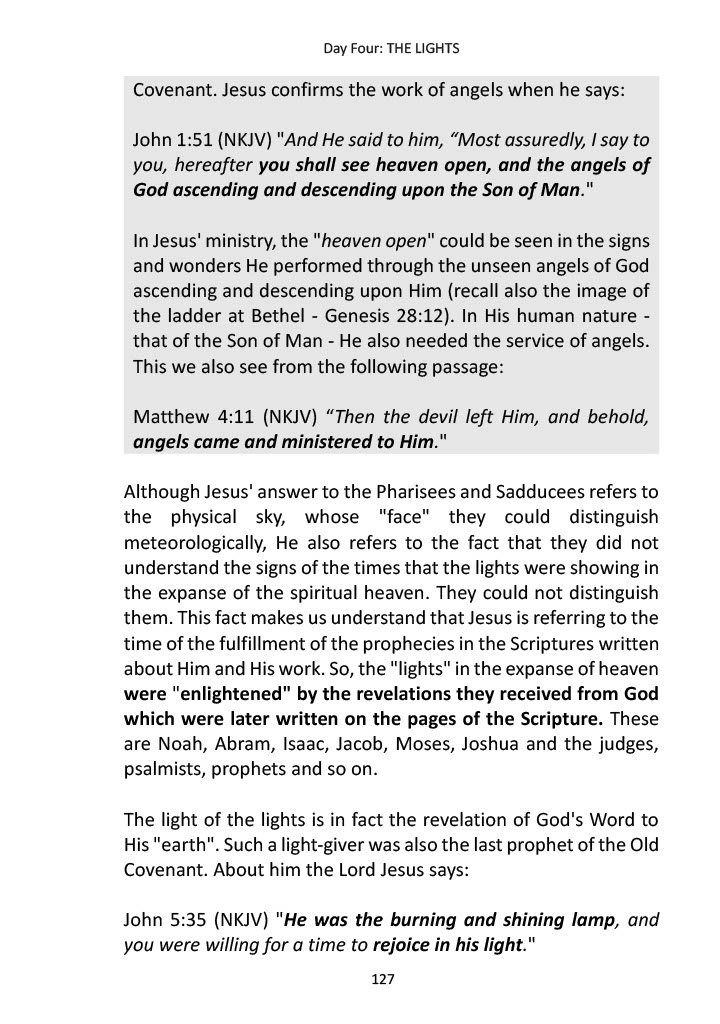 Day Four: THE LIGHTS
Covenant. Jesus confirms the work of angels when he says:
John 1:51 (NKJV) "And He said to him, “Most assuredly, I say to
you, hereafter you shall see heaven open, and the angels of
God ascending and descending upon the Son of Man."
In Jesus' ministry, the "heaven open" could be seen in the signs
and wonders He performed through the unseen angels of God
ascending and descending upon Him (recall also the image of
the ladder at Bethel - Genesis 28:12). In His human nature -
that of the Son of Man - He also needed the service of angels.
This we also see from the following passage:
Matthew 4:11 (NKJV) “Then the devil left Him, and behold,
angels came and ministered to Him."
Although Jesus' answer to the Pharisees and Sadducees refers to
the physical sky, whose "face" they could distinguish
meteorologically, He also refers to the fact that they did not
understand the signs of the times that the lights were showing in
the expanse of the spiritual heaven. They could not distinguish
them. This fact makes us understand that Jesus is referring to the
time of the fulfillment of the prophecies in the Scriptures written
about Him and His work. So, the "lights" in the expanse of heaven
were "enlightened" by the revelations they received from God
which were later written on the pages of the Scripture. These
are Noah, Abram, Isaac, Jacob, Moses, Joshua and the judges,
psalmists, prophets and so on.
The light of the lights is in fact the revelation of God's Word to
His "earth". Such a light-giver was also the last prophet of the Old
Covenant. About him the Lord Jesus says:
John 5:35 (NKJV) "He was the burning and shining lamp, and
you were willing for a time to rejoice in his light."
127